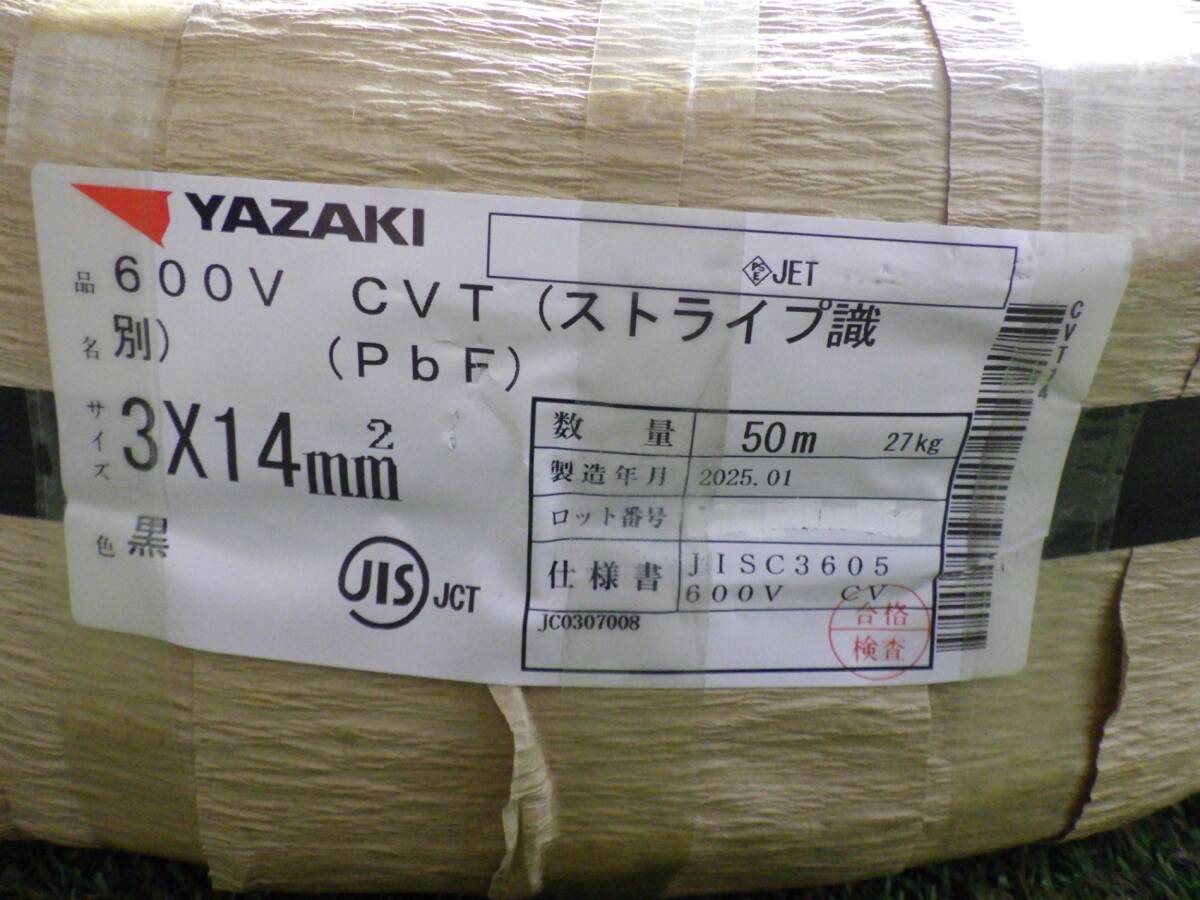 YAZAKI
PSE JET
品名 600V CVT (ストライプ識
別) (PbF)
サイズ 3X14mm²
色 黒
JIS JCT
数量 50m 27kg
製造年月 2025.01
ロット番号
仕様書 JISC3605
600V CV
JC0307008
合格
検査
CVT14